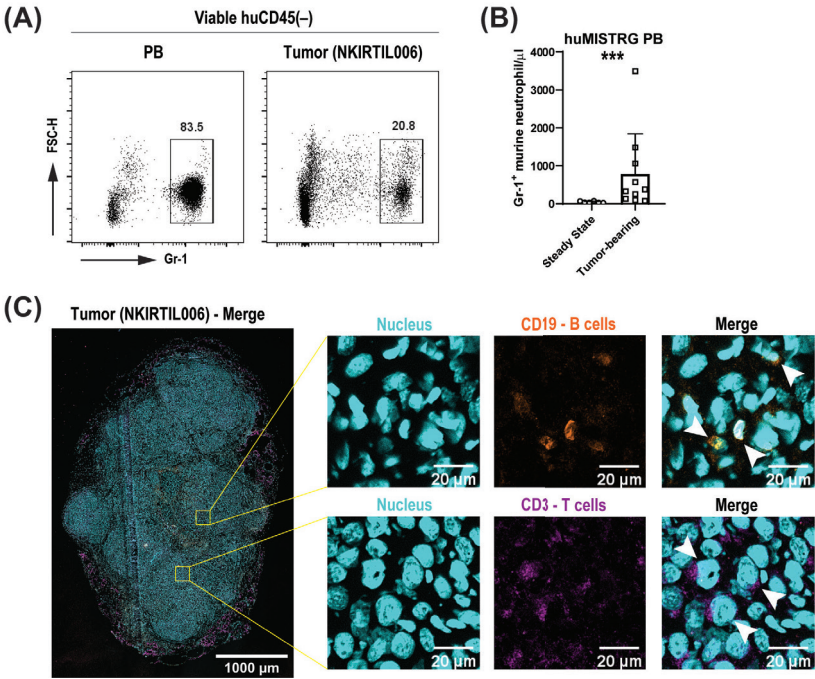 (A)
Viable huCD45(–)
PB
Tumor (NKIRTIL006)
FSC-H
83.5
20.8
Gr-1
(B)
huMISTRG PB
***
Gr-1⁺ murine neutrophil/µl
4000
3000
2000
1000
0
Steady State
Tumor-bearing
(C)
Tumor (NKIRTIL006) - Merge
1000 µm
Nucleus
CD19 - B cells
Merge
20 µm
20 µm
20 µm
Nucleus
CD3 - T cells
Merge
20 µm
20 µm
20 µm